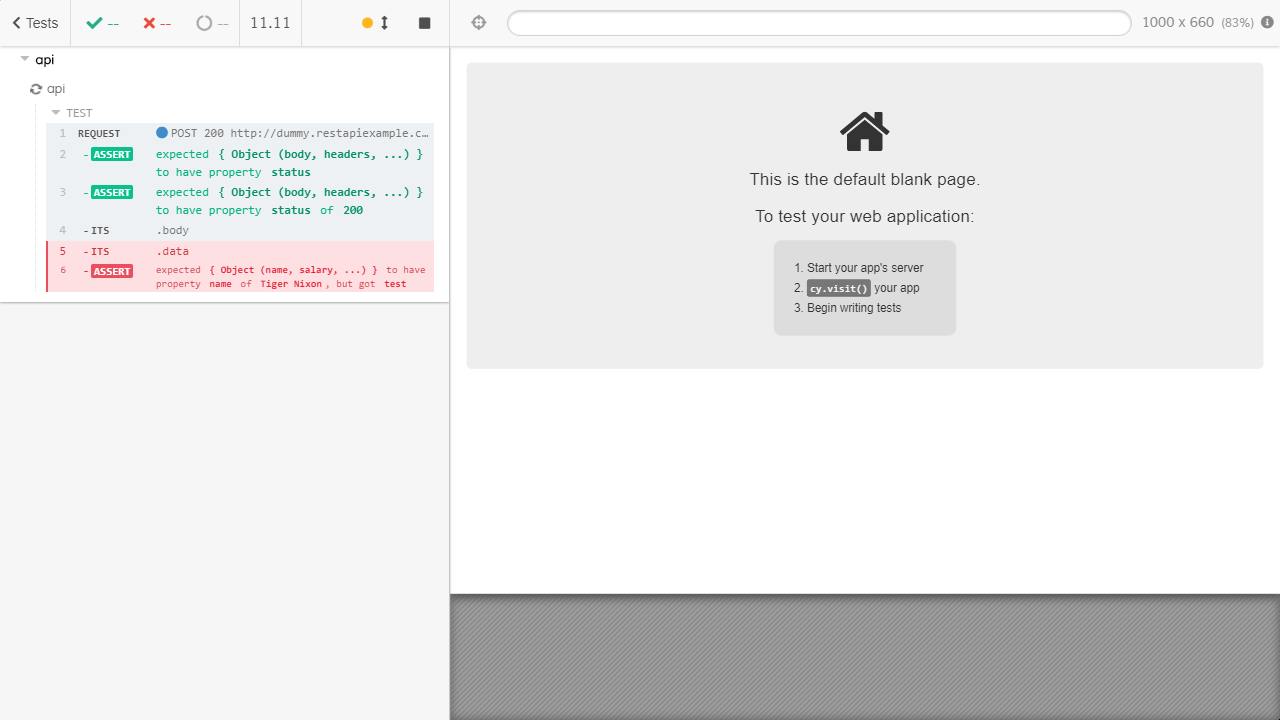 Tests -- -- -- 11.11
1000 x 660 (83%)
api
api
TEST
1 REQUEST POST 200 http://dummy.restapiexample.c…
2 -ASSERT expected { Object (body, headers, ...) }
to have property status
3 -ASSERT expected { Object (body, headers, ...) }
to have property status of 200
4 -ITS .body
5 -ITS .data
6 -ASSERT expected { Object (name, salary, ...) } to have
property name of Tiger Nixon, but got test
This is the default blank page.
To test your web application:
1. Start your app's server
2. cy.visit() your app
3. Begin writing tests